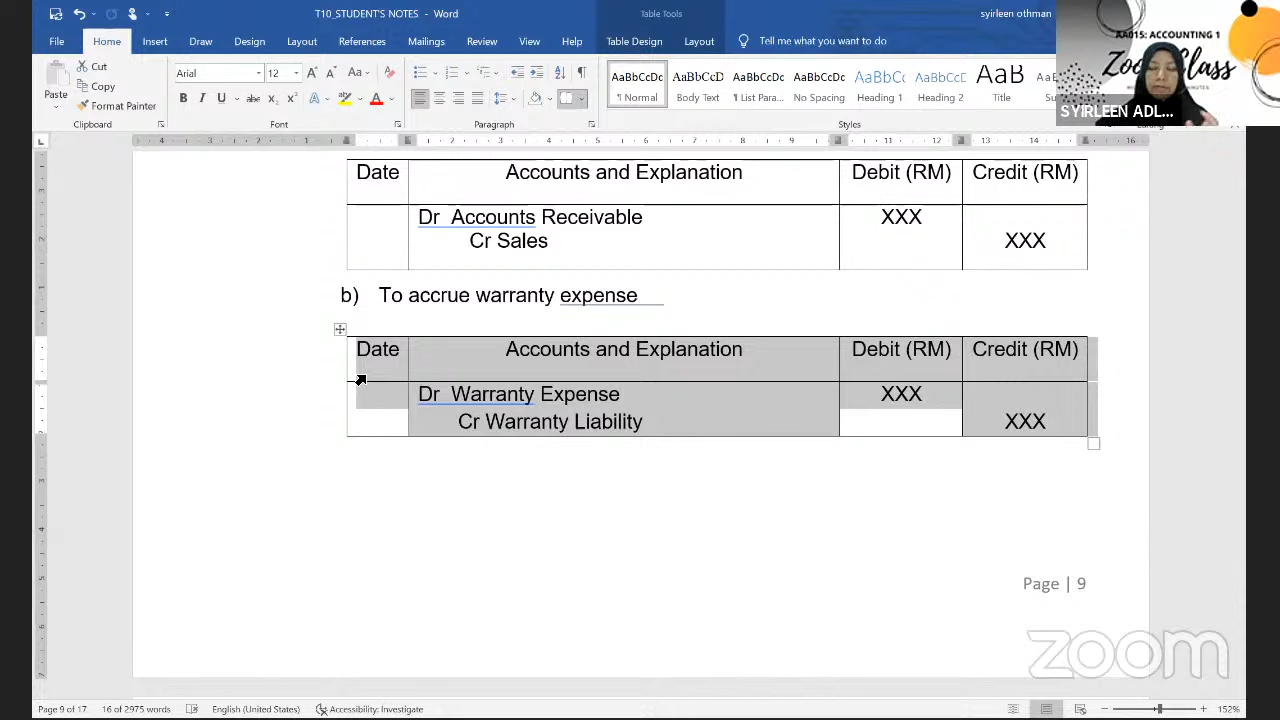 T10_STUDENT'S NOTES - Word
Table Tools
syirleen othman
File Home Insert Draw Design Layout References Mailings Review View Help Table Design Layout Tell me what you want to do
Cut
Copy
Format Painter
Paste
Clipboard
Arial 12
Font
Paragraph
AaBbCcDc AaBbCcD AaBbCcDc AaBbCcDc AaBbCc AaBbCcD AaB
¶ Normal Body Text ¶ List Para... No Spacing Heading 1 Heading 2 Title
Styles
AA015: ACCOUNTING 1
Class
SYIRLEEN ADL...
Date Accounts and Explanation Debit (RM) Credit (RM)
Dr Accounts Receivable XXX
Cr Sales XXX
b) To accrue warranty expense
Date Accounts and Explanation Debit (RM) Credit (RM)
Dr Warranty Expense XXX
Cr Warranty Liability XXX
Page | 9
zoom
Page 9 of 17 16 of 2975 words English (United States) Accessibility: Investigate 152%